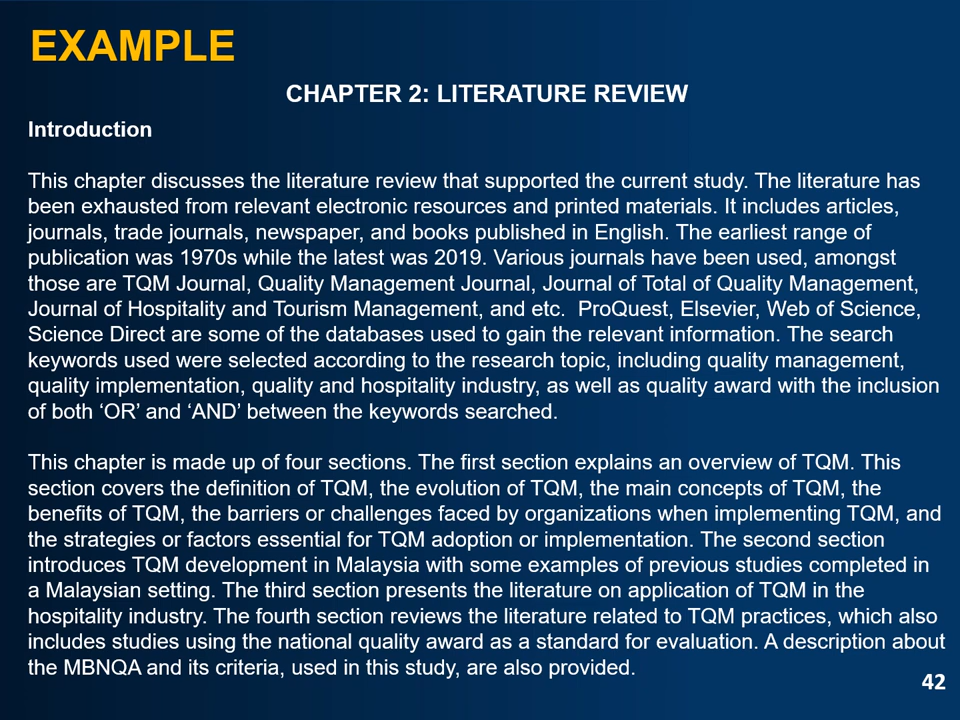 EXAMPLE
CHAPTER 2: LITERATURE REVIEW
Introduction
This chapter discusses the literature review that supported the current study. The literature has
been exhausted from relevant electronic resources and printed materials. It includes articles,
journals, trade journals, newspaper, and books published in English. The earliest range of
publication was 1970s while the latest was 2019. Various journals have been used, amongst
those are TQM Journal, Quality Management Journal, Journal of Total of Quality Management,
Journal of Hospitality and Tourism Management, and etc.  ProQuest, Elsevier, Web of Science,
Science Direct are some of the databases used to gain the relevant information. The search
keywords used were selected according to the research topic, including quality management,
quality implementation, quality and hospitality industry, as well as quality award with the inclusion
of both ‘OR’ and ‘AND’ between the keywords searched.
This chapter is made up of four sections. The first section explains an overview of TQM. This
section covers the definition of TQM, the evolution of TQM, the main concepts of TQM, the
benefits of TQM, the barriers or challenges faced by organizations when implementing TQM, and
the strategies or factors essential for TQM adoption or implementation. The second section
introduces TQM development in Malaysia with some examples of previous studies completed in
a Malaysian setting. The third section presents the literature on application of TQM in the
hospitality industry. The fourth section reviews the literature related to TQM practices, which also
includes studies using the national quality award as a standard for evaluation. A description about
the MBNQA and its criteria, used in this study, are also provided.
42